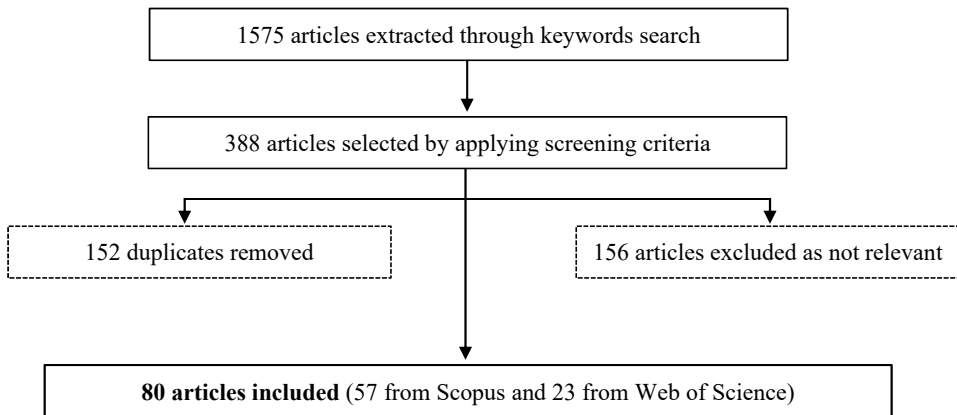 1575 articles extracted through keywords search
388 articles selected by applying screening criteria
152 duplicates removed
156 articles excluded as not relevant
80 articles included (57 from Scopus and 23 from Web of Science)